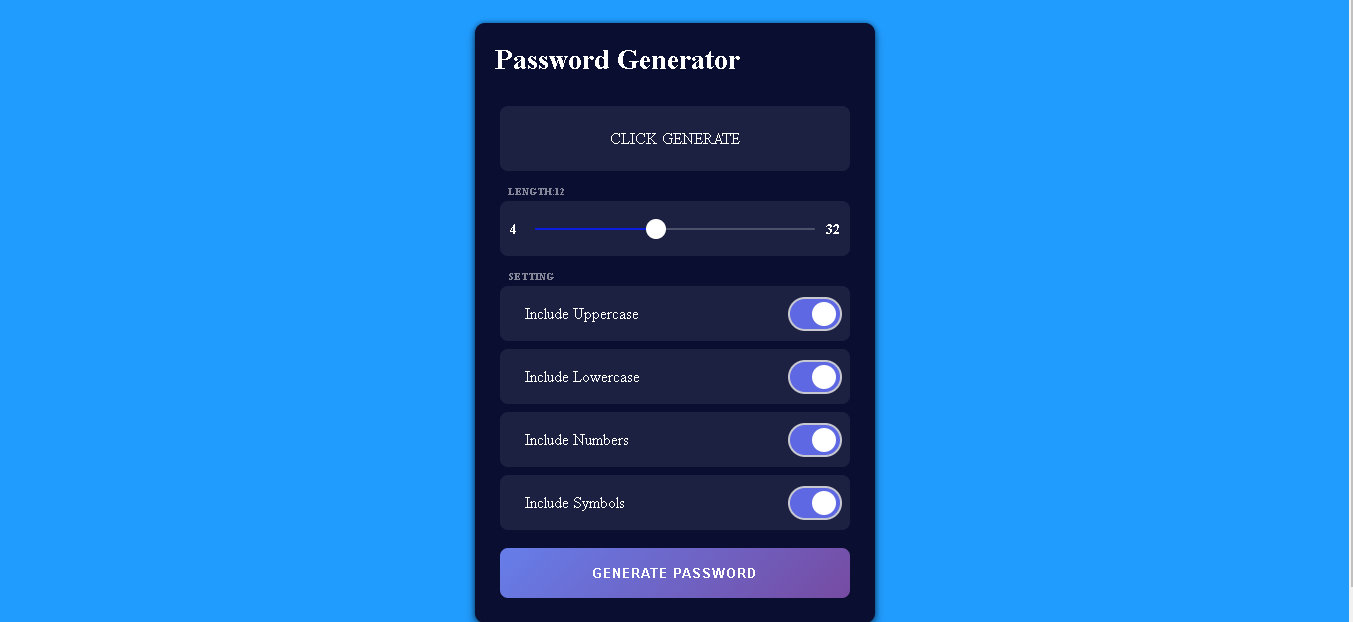 Password Generator
CLICK GENERATE
LENGTH:12
4 32
SETTING
Include Uppercase
Include Lowercase
Include Numbers
Include Symbols
GENERATE PASSWORD